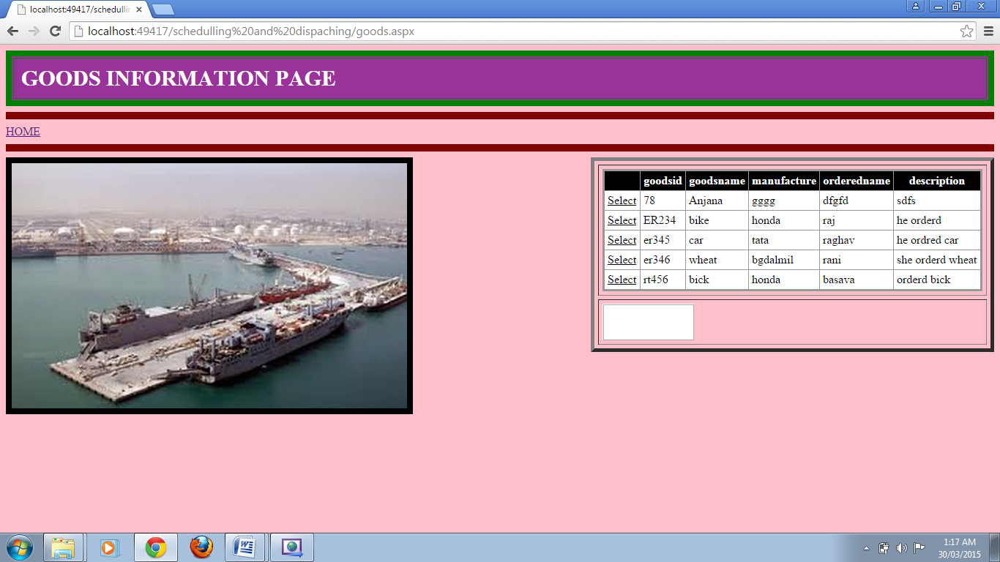 localhost:49417/schedullin
localhost:49417/schedulling%20and%20dispaching/goods.aspx
GOODS INFORMATION PAGE
HOME
goodsid goodsname manufacture orderedname description
Select 78 Anjana gggg dfgfd sdfs
Select ER234 bike honda raj he orderd
Select er345 car tata raghav he ordred car
Select er346 wheat bgdalmil rani she orderd wheat
Select rt456 bick honda basava orderd bick
1:17 AM
30/03/2015